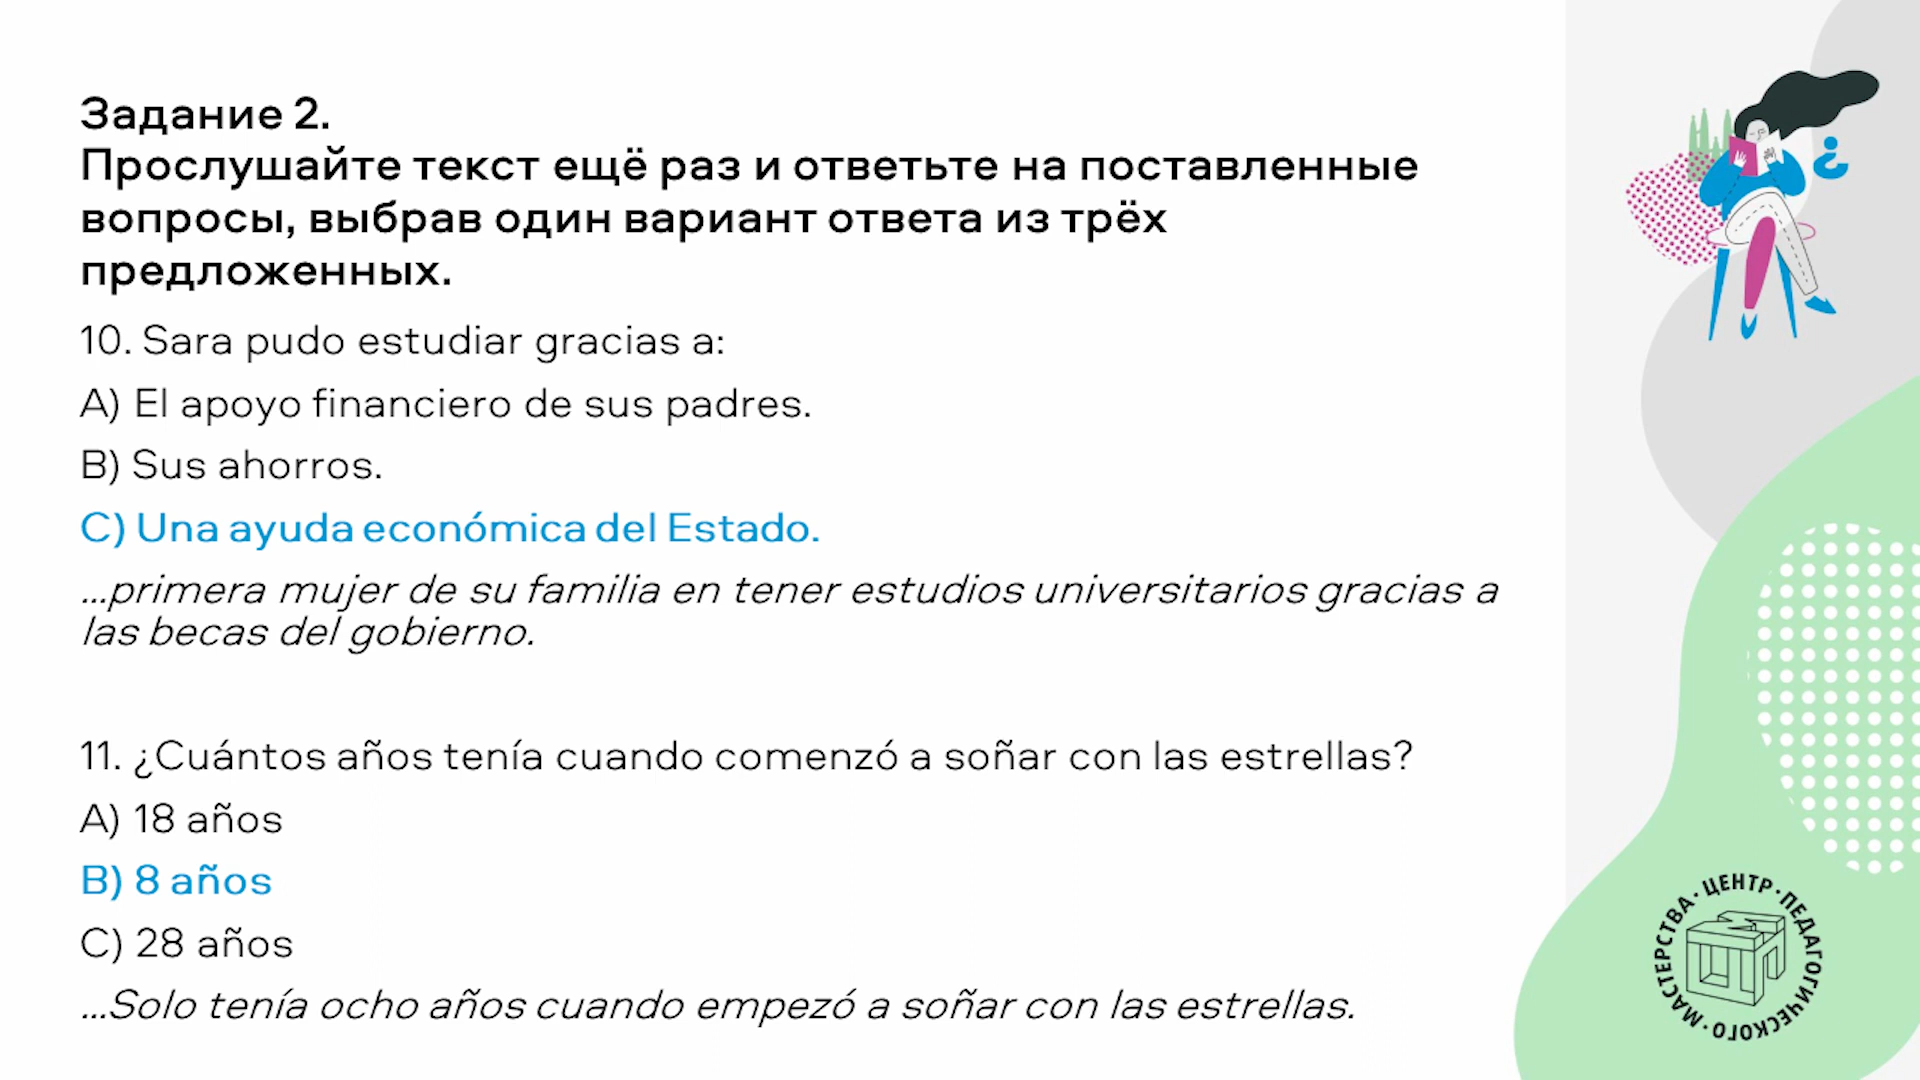 Задание 2.
Прослушайте текст ещё раз и ответьте на поставленные
вопросы, выбрав один вариант ответа из трёх
предложенных.
10. Sara pudo estudiar gracias a:
A) El apoyo financiero de sus padres.
B) Sus ahorros.
C) Una ayuda económica del Estado.
...primera mujer de su familia en tener estudios universitarios gracias a
las becas del gobierno.
11. ¿Cuántos años tenía cuando comenzó a soñar con las estrellas?
A) 18 años
B) 8 años
C) 28 años
...Solo tenía ocho años cuando empezó a soñar con las estrellas.
ЦЕНТР · ПЕДАГОГИЧЕСКОГО · МАСТЕРСТВА ·